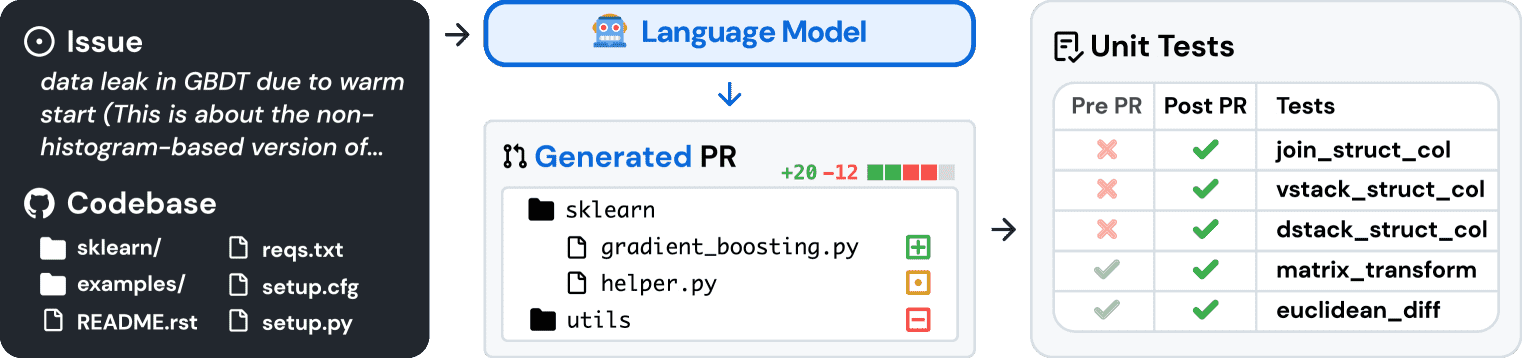 Issue
data leak in GBDT due to warm
start (This is about the non-
histogram-based version of...
Codebase
sklearn/
reqs.txt
examples/
setup.cfg
README.rst
setup.py
Language Model
Generated PR
+20 -12
sklearn
gradient_boosting.py
helper.py
utils
Unit Tests
Pre PR Post PR Tests
join_struct_col
vstack_struct_col
dstack_struct_col
matrix_transform
euclidean_diff